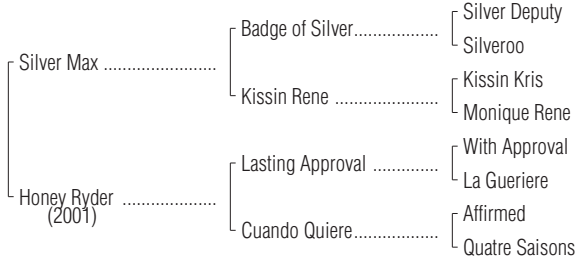 Silver Deputy
Badge of Silver
Silveroo
Silver Max
Kissin Kris
Kissin Rene
Monique Rene
With Approval
Lasting Approval
La Gueriere
Honey Ryder
(2001)
Affirmed
Cuando Quiere
Quatre Saisons